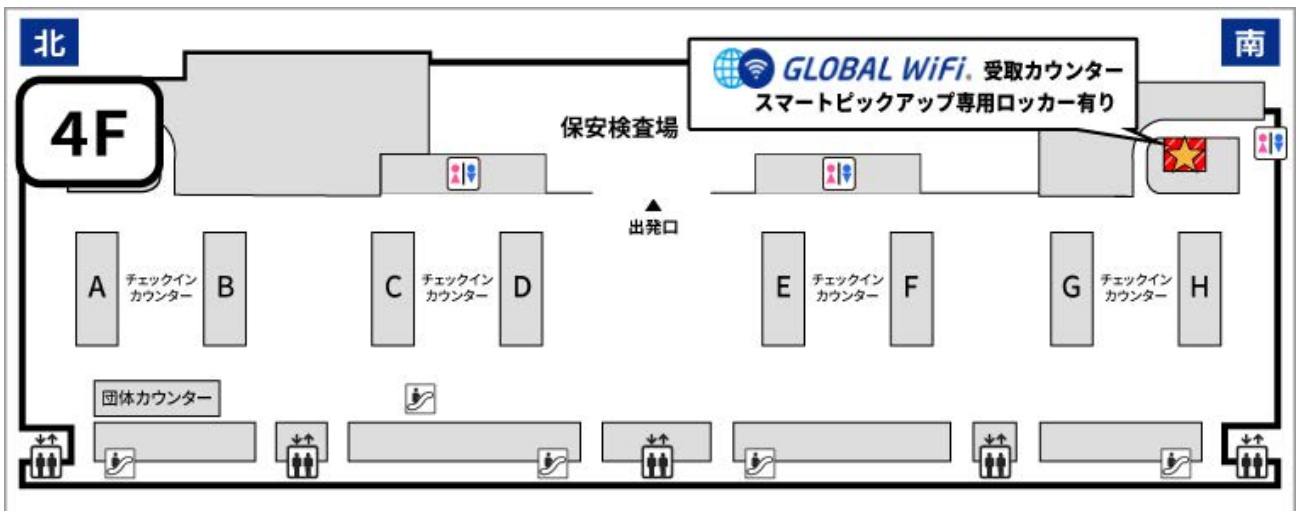 北
南
4F
GLOBAL WiFi. 受取カウンター
スマートピックアップ専用ロッカー有り
保安検査場
▲
出発口
A
チェックイン
カウンター
B
C
チェックイン
カウンター
D
E
チェックイン
カウンター
F
G
チェックイン
カウンター
H
団体カウンター